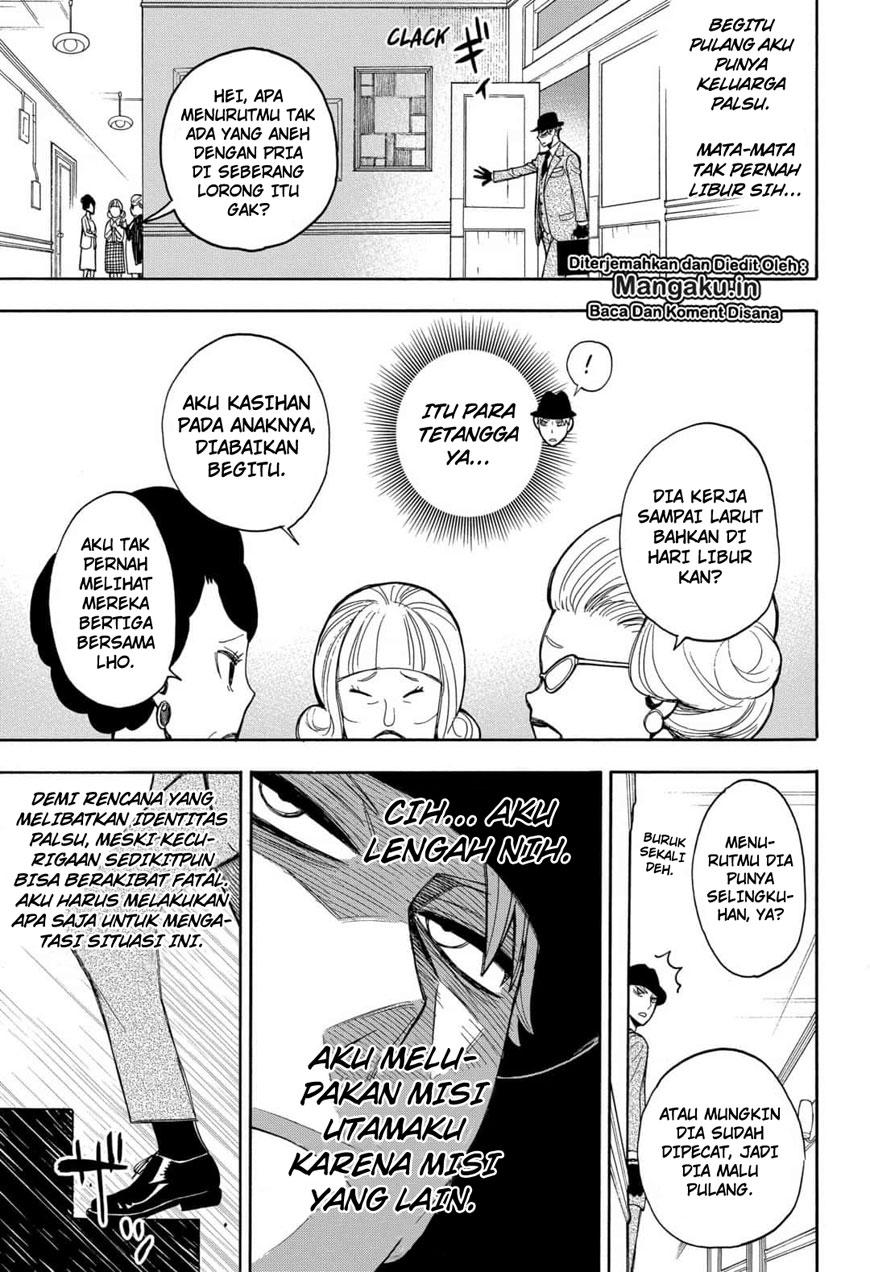 BEGITU
PULANG AKU
PUNYA
KELUARGA
PALSU.
MATA-MATA
TAK PERNAH
LIBUR SIH...
CLACK
ギィ
HEI, APA
MENURUTMU TAK
ADA YANG ANEH
DENGAN PRIA
DI SEBERANG
LORONG ITU
GAK?
Diterjemahkan dan Diedit Oleh :
Mangaku.in
Baca Dan Koment Disana
!
ITU PARA
TETANGGA
YA...
DIA KERJA
SAMPAI LARUT
BAHKAN DI
HARI LIBUR
KAN?
AKU KASIHAN
PADA ANAKNYA,
DIABAIKAN
BEGITU.
AKU TAK
PERNAH
MELIHAT
MEREKA
BERTIGA
BERSAMA
LHO.
MENU-
RUTMU DIA
PUNYA
SELINGKU-
HAN, YA?
BURUK
SEKALI
DEH.
ATAU MUNGKIN
DIA SUDAH
DIPECAT, JADI
DIA MALU
PULANG.
CIH... AKU
LENGAH NIH.
AKU MELU-
PAKAN MISI
UTAMAKU
KARENA MISI
YANG LAIN.
DEMI RENCANA YANG
MELIBATKAN IDENTITAS
PALSU, MESKI KECU-
RIGAAN SEDIKITPUN
BISA BERAKIBAT FATAL.
AKU HARUS MELAKUKAN
APA SAJA UNTUK MENGA-
TASI SITUASI INI.